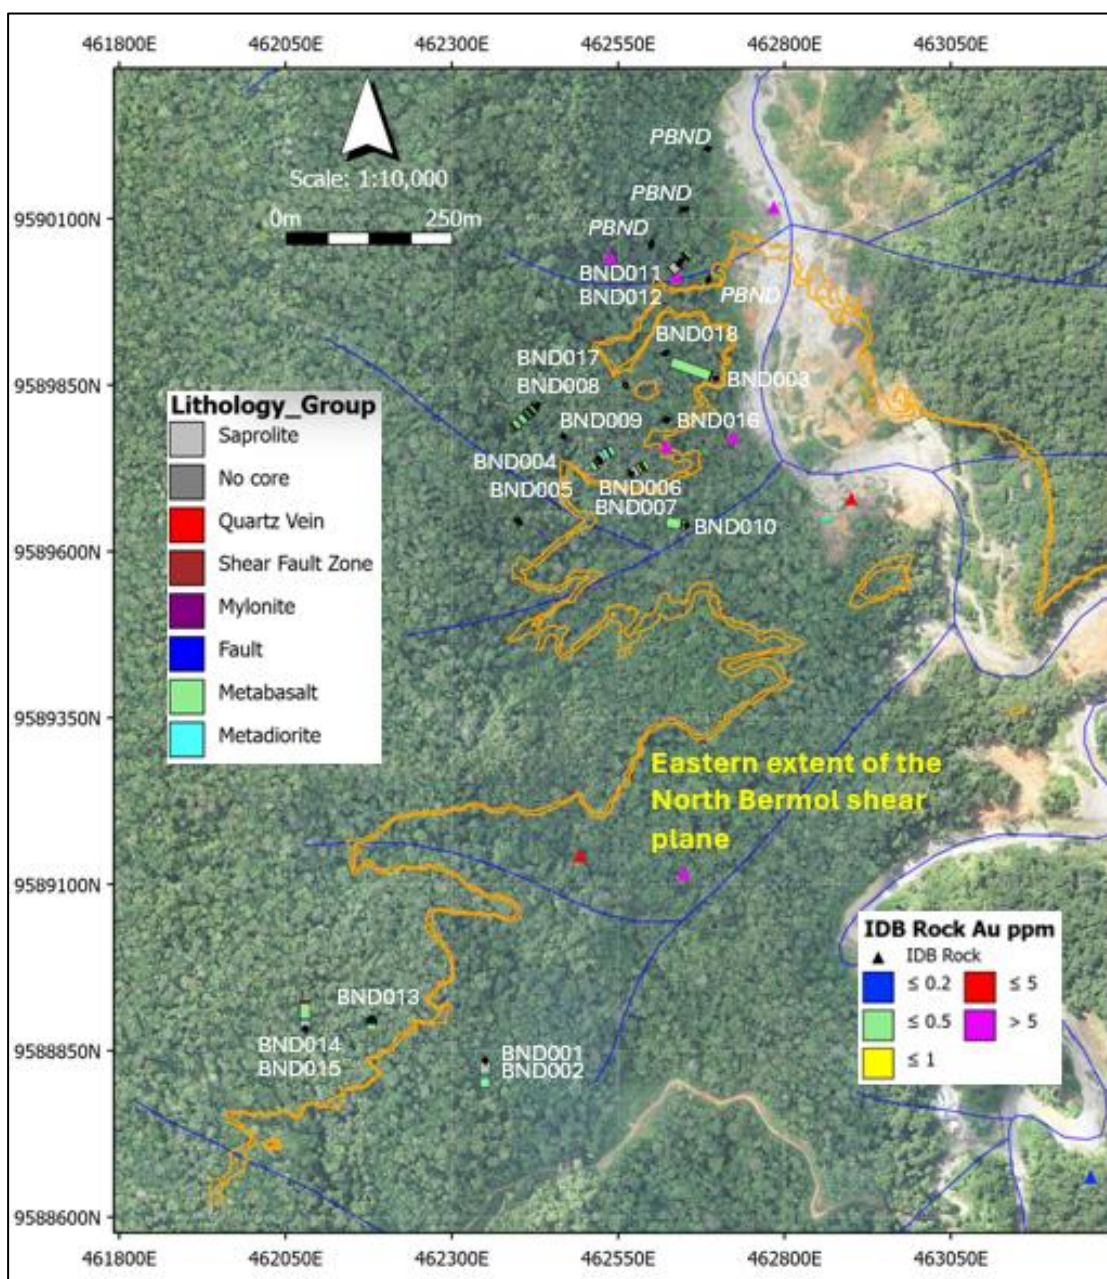 461800E 462050E 462300E 462550E 462800E 463050E
PBND
Scale: 1:10,000
PBND
0m 250m
9590100N
PBND
BND011
BND012
PBND
BND018
BND017
9589850N
BND008
BND003
Lithology_Group
Saprolite
BND009
BND016
BND004
No core
BND005
BND006
BND007
Quartz Vein
BND010
9589600N
Shear Fault Zone
Mylonite
Fault
Metabasalt
9589350N
Metadiorite
Eastern extent of the
North Bermol shear
plane
9589100N
IDB Rock Au ppm
IDB Rock
≤ 0.2 ≤ 5
≤ 0.5 > 5
≤ 1
BND013
BND014
BND015
9588850N
BND001
BND002
9588600N
461800E 462050E 462300E 462550E 462800E 463050E